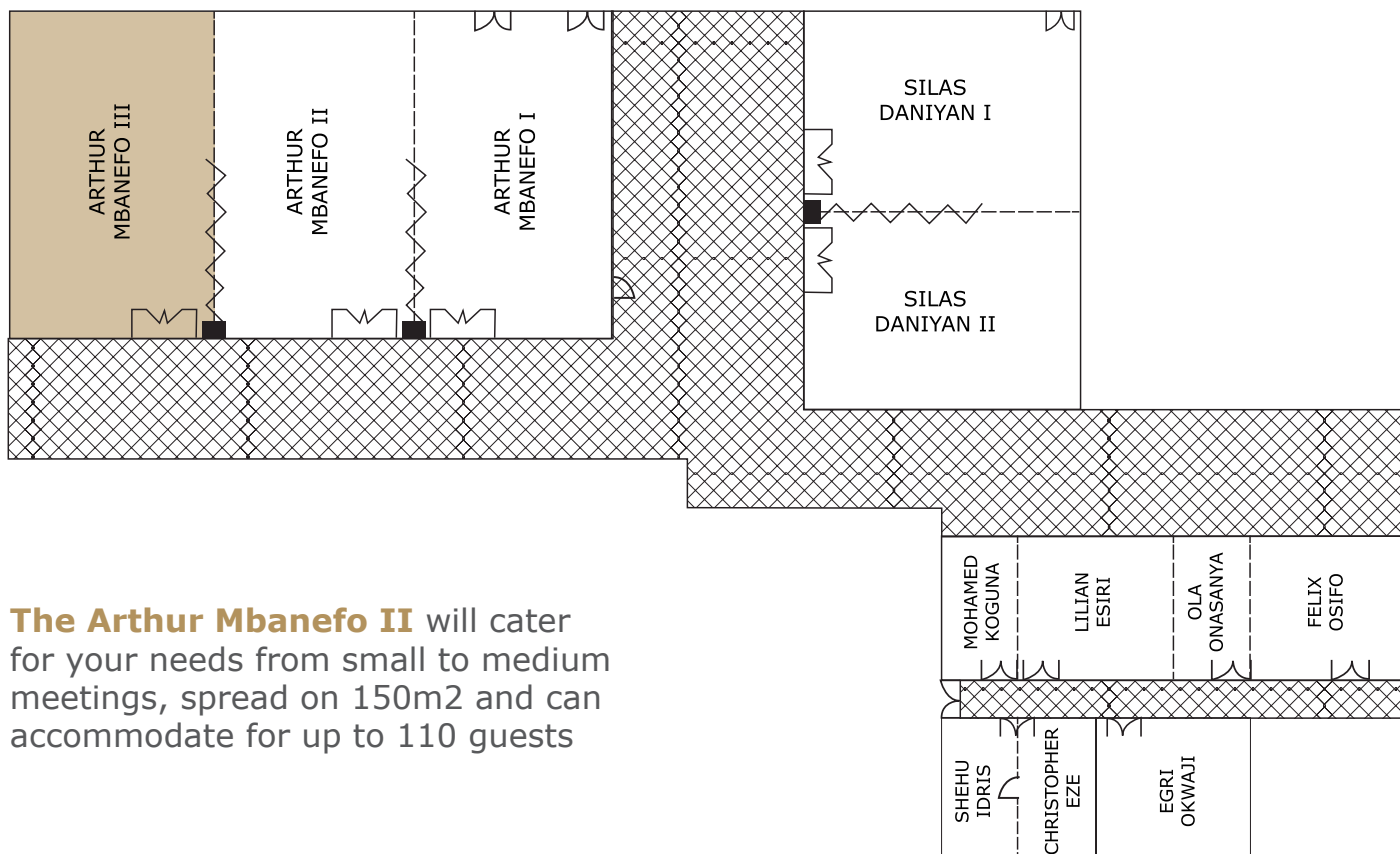 ARTHUR
MBANEFO III
ARTHUR
MBANEFO II
ARTHUR
MBANEFO I
SILAS
DANIYAN I
SILAS
DANIYAN II
MOHAMED
KOGUNA
LILIAN
ESIRI
OLA
ONASANYA
FELIX
OSIFO
SHEHU
IDRIS
CHRISTOPHER
EZE
EGRI
OKWAJI
The Arthur Mbanefo II will cater
for your needs from small to medium
meetings, spread on 150m2 and can
accommodate for up to 110 guests